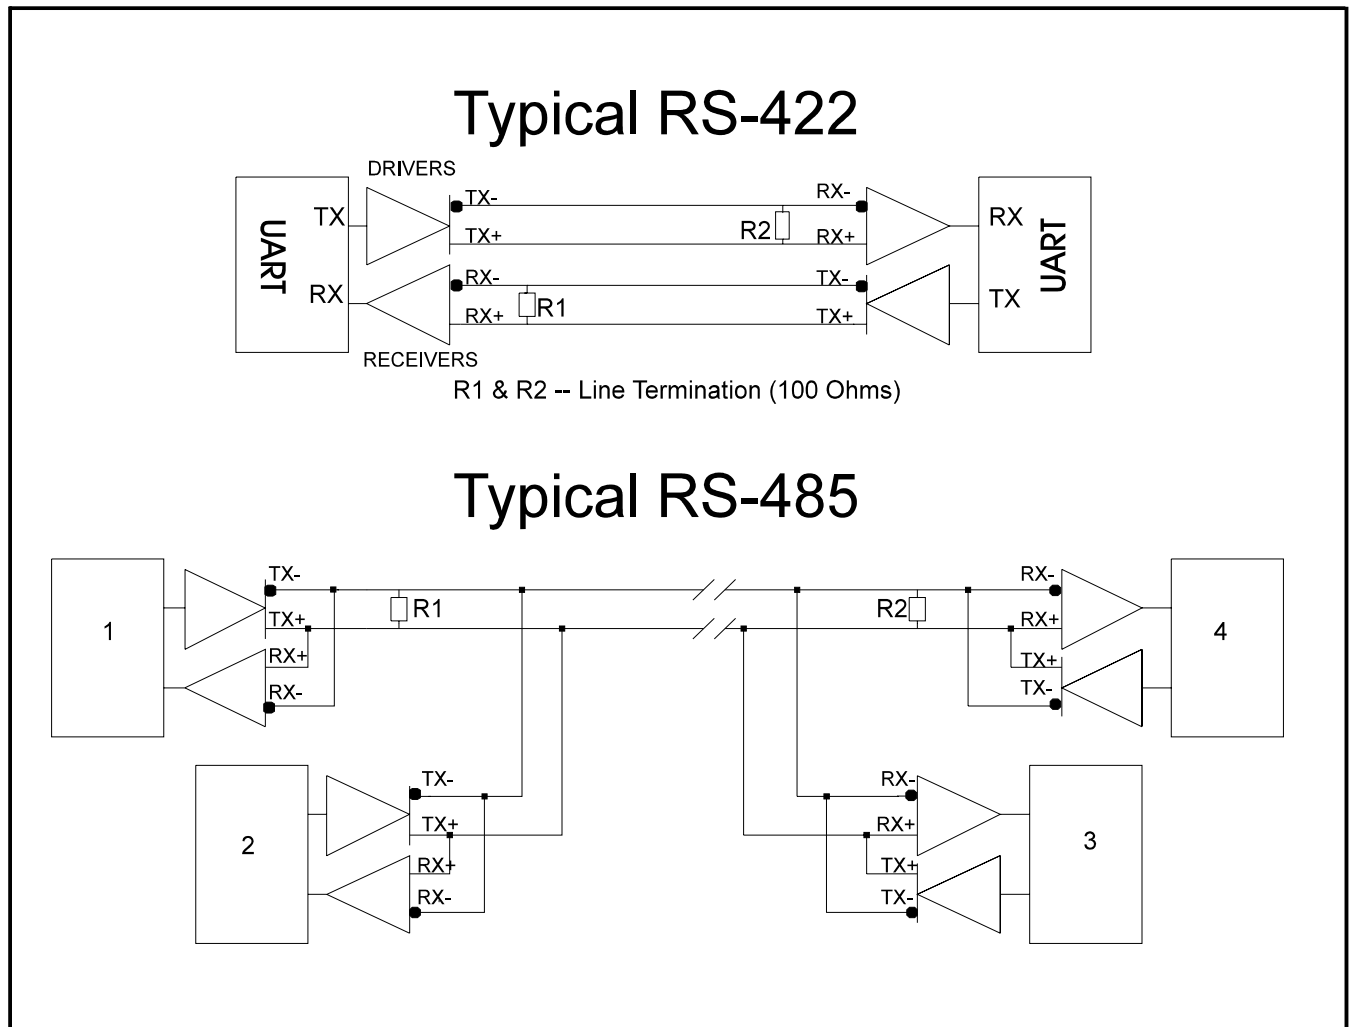 Typical RS-422
DRIVERS
TX-
RX-
UART
TX
TX+
R2
RX+
RX
UART
RX
RX-
RX+
R1
TX-
TX+
TX
RECEIVERS
R1 & R2 -- Line Termination (100 Ohms)
Typical RS-485
TX-
RX-
1
TX+
R1
R2
RX+
4
RX+
TX+
RX-
TX-
TX-
RX-
2
TX+
RX+
3
RX+
TX+
RX-
TX-